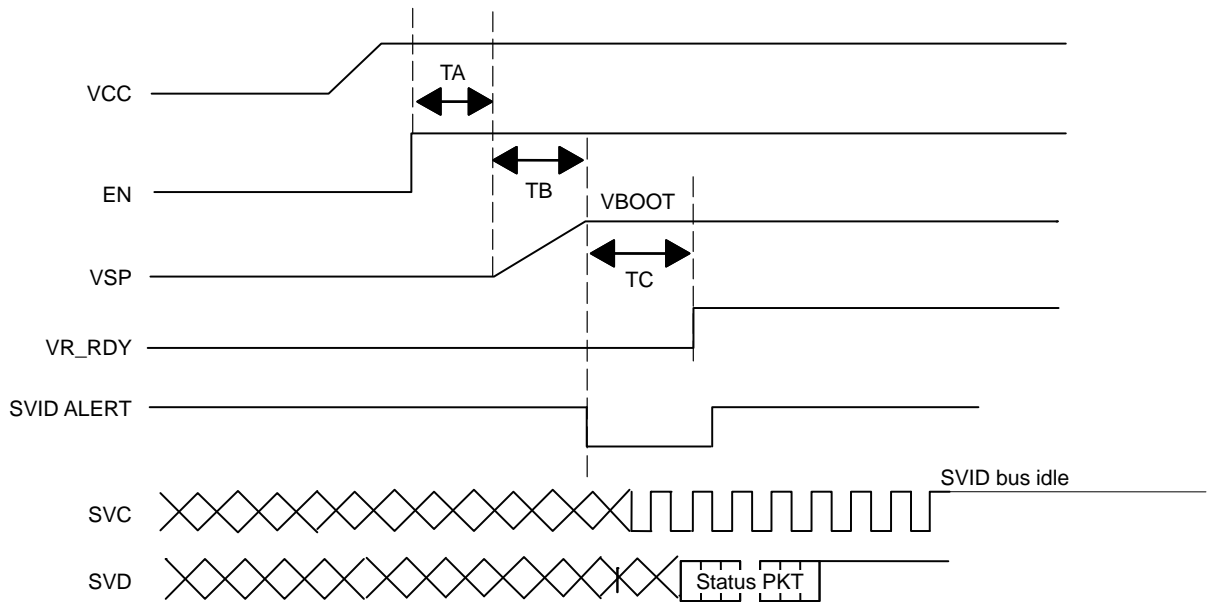 VCC
TA
EN
TB
VBOOT
VSP
TC
VR_RDY
SVID ALERT
SVID bus idle
SVC
SVD
Status PKT